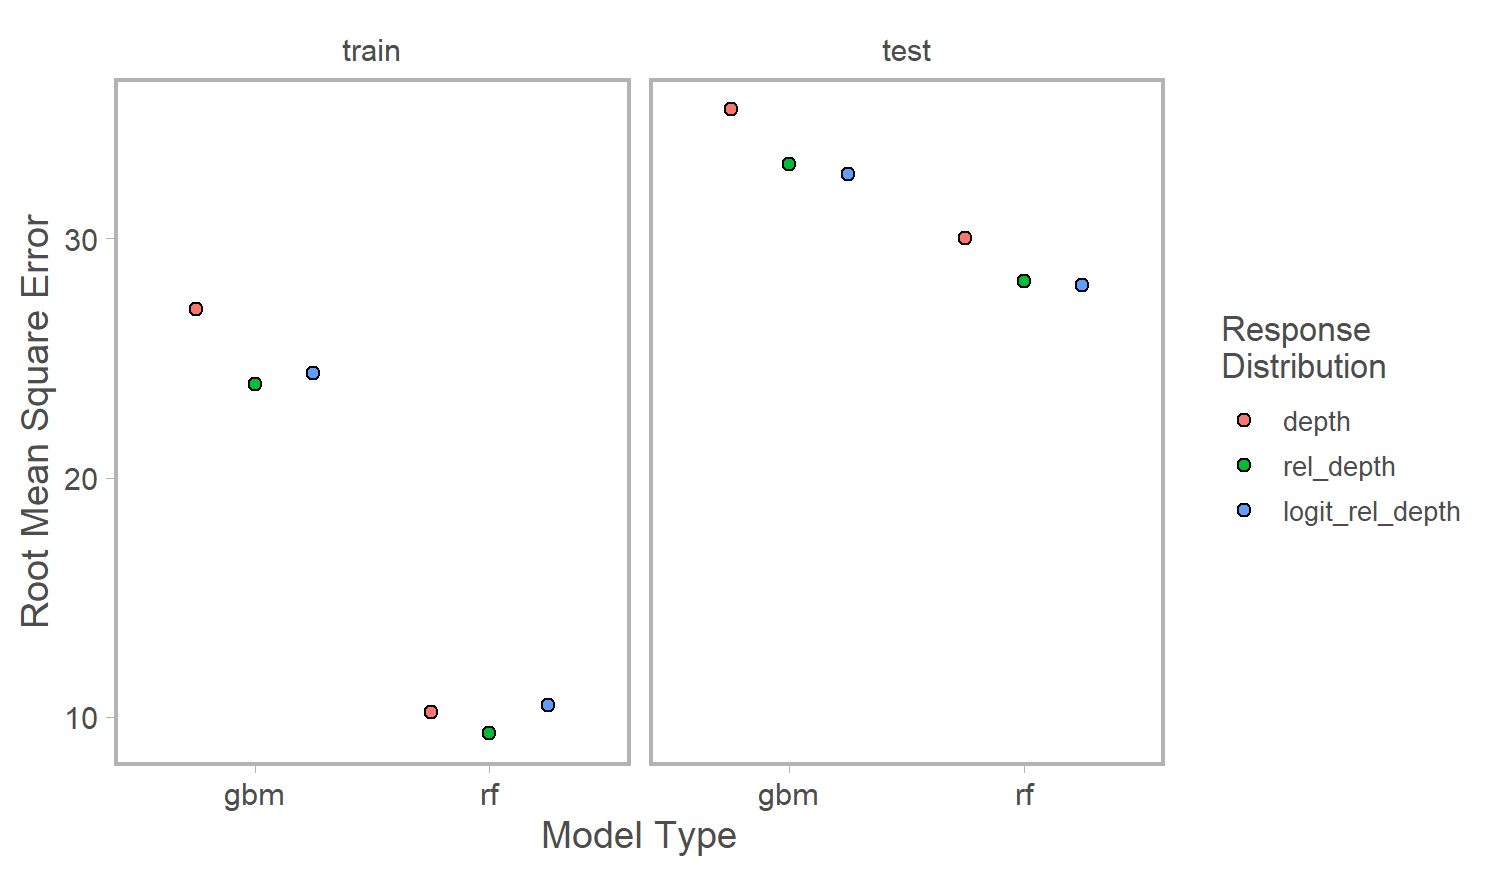 train
test
Root Mean Square Error
30
20
10
gbm
rf
gbm
rf
Model Type
Response
Distribution
depth
rel_depth
logit_rel_depth